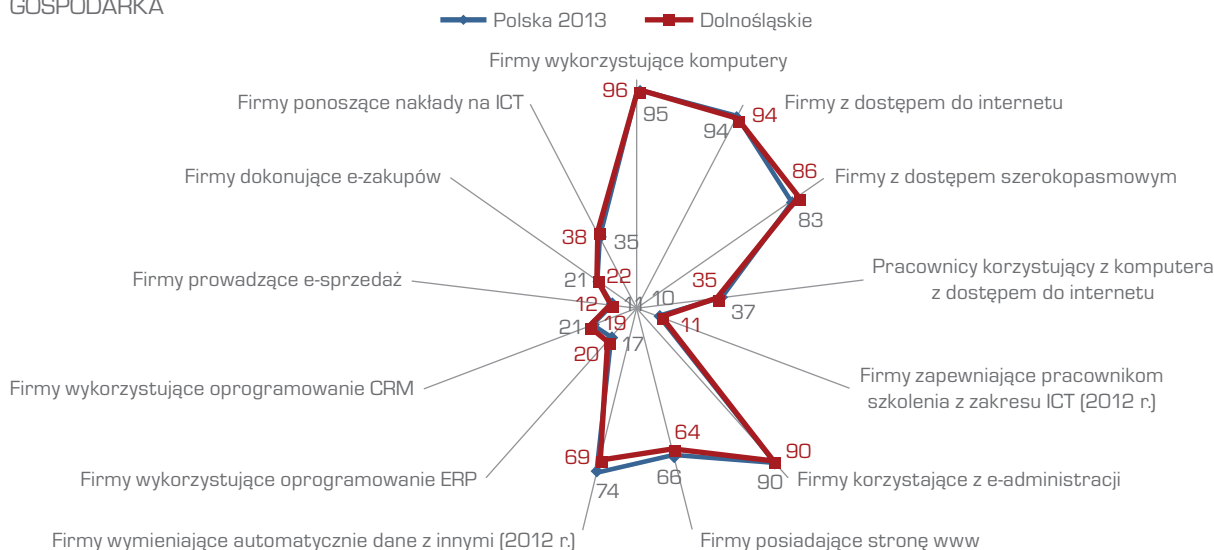 GOSPODARKA
Polska 2013
Dolnośląskie
Firmy wykorzystujące komputery
96
95
Firmy ponoszące nakłady na ICT
Firmy z dostępem do internetu
94
94
Firmy dokonujące e-zakupów
86
Firmy z dostępem szerokopasmowym
83
38
35
Firmy prowadzące e-sprzedaż
21
22
35
Pracownicy korzystujący z komputera
z dostępem do internetu
37
12
11
10
11
21
19
20
17
Firmy wykorzystujące oprogramowanie CRM
Firmy zapewniające pracownikom
szkolenia z zakresu ICT (2012 r.)
64
90
69
66
90
74
Firmy wykorzystujące oprogramowanie ERP
Firmy korzystające z e-administracji
Firmy wymieniające automatycznie dane z innymi (2012 r.)
Firmy posiadające stronę www